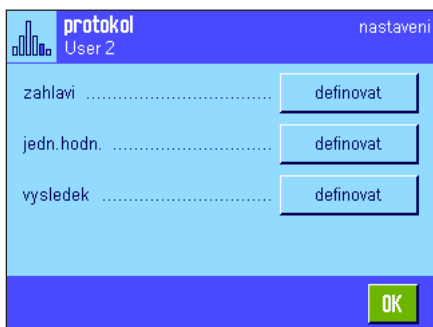 protokol nastaveni
User 2
zahlavi ................................ definovat
jedn.hodn. ............................ definovat
vysledek ............................. definovat
OK